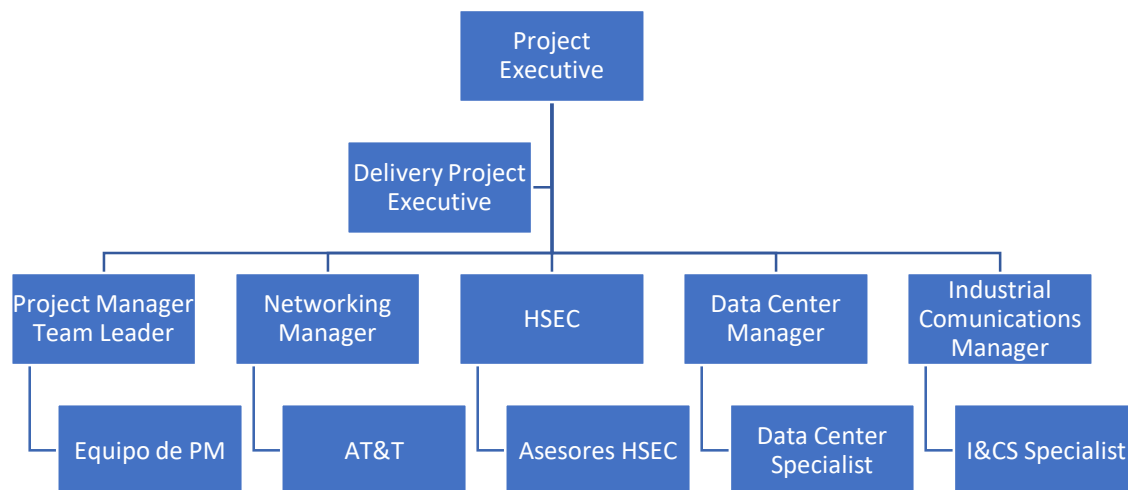 Project
Executive
Delivery Project
Executive
Project Manager
Team Leader
Networking
Manager
HSEC
Data Center
Manager
Industrial
Comunications
Manager
Equipo de PM
AT&T
Asesores HSEC
Data Center
Specialist
I&CS Specialist